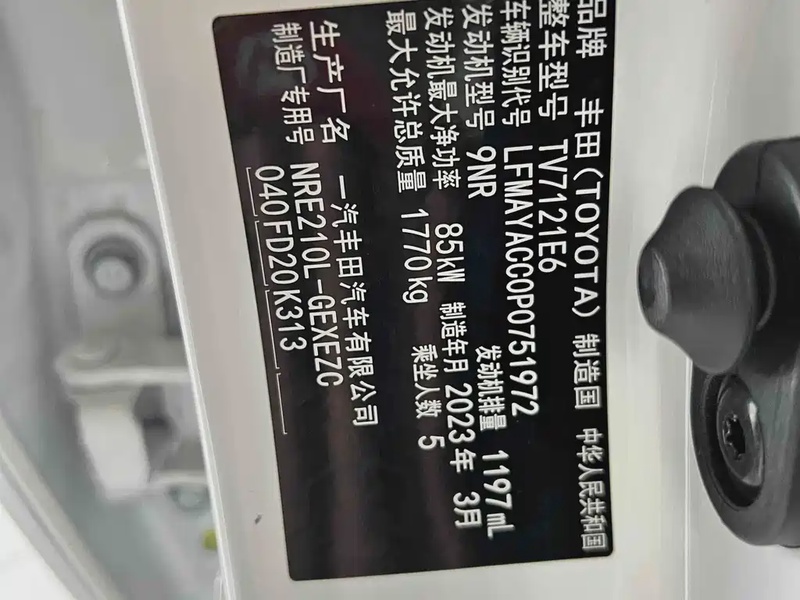 品牌 丰田(TOYOTA) 制造国 中华人民共和国
整车型号 TV7121E6
车辆识别代号 LFMAYACC0P0751972
发动机型号 9NR 发动机排量 1197mL
发动机最大净功率 85kW 制造年月 2023年 3月
最大允许总质量 1770kg 乘坐人数 5
生产厂名 一汽丰田汽车有限公司
制造厂专用号 NRE210L-GEXEZC
040FD20K313